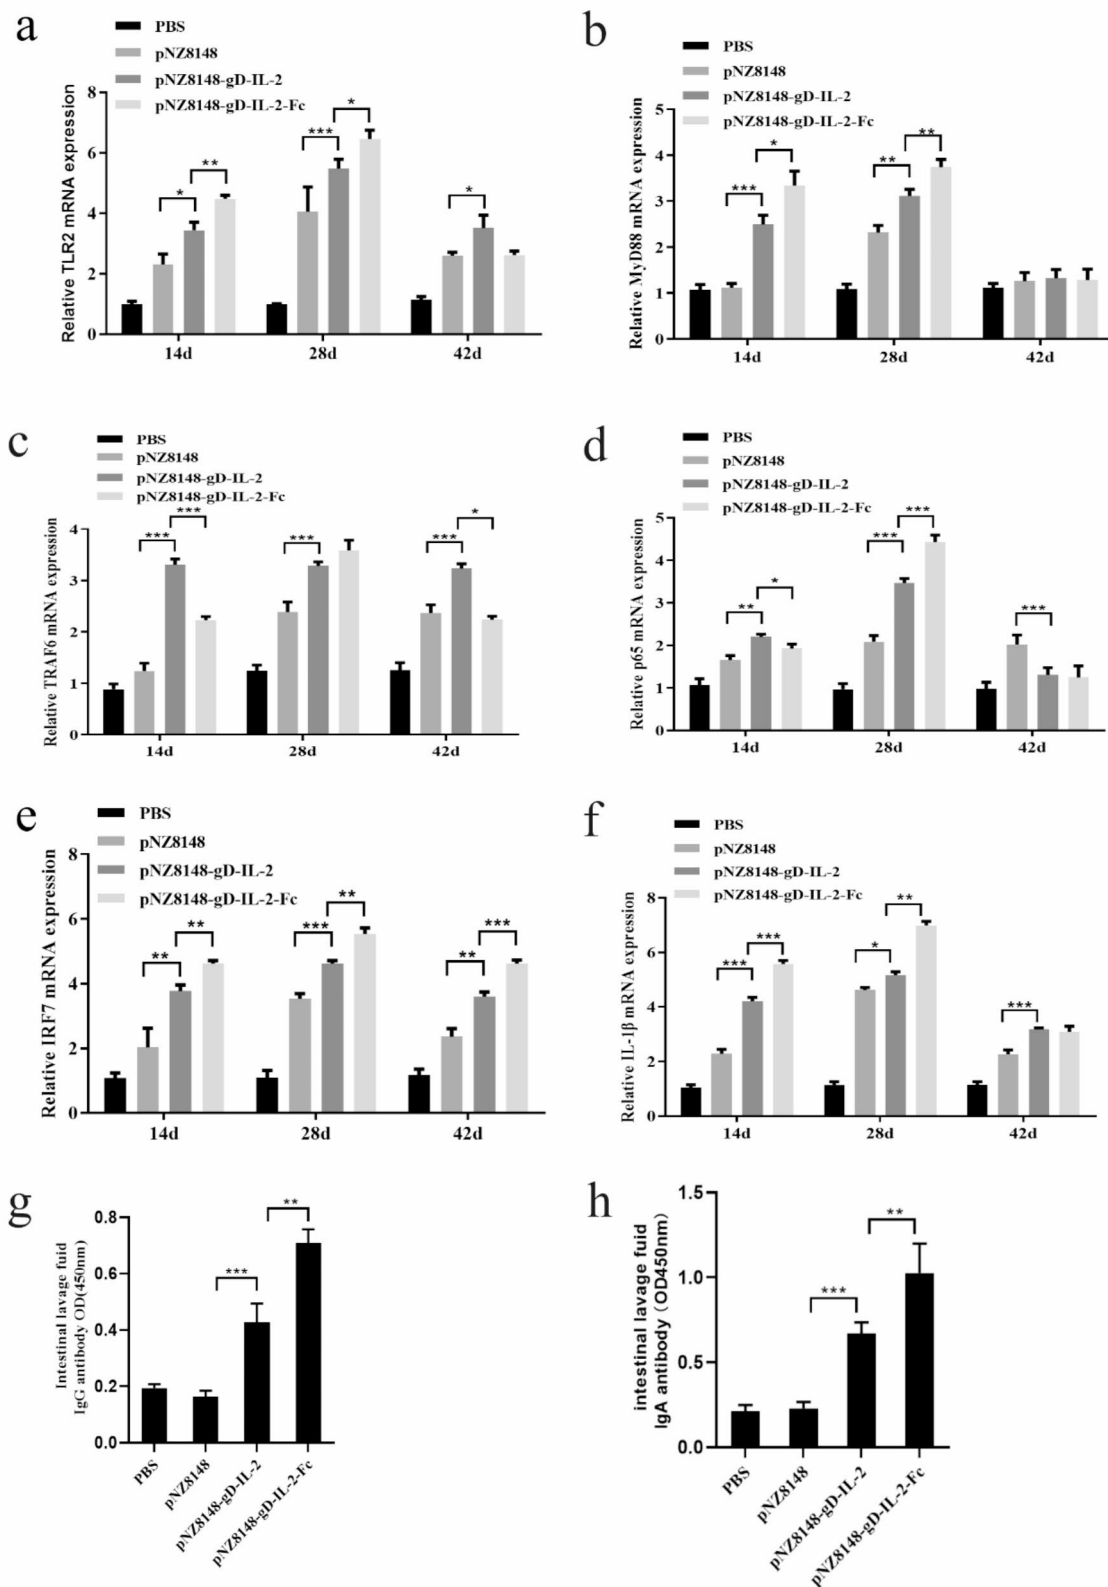 a
PBS
pNZ8148
pNZ8148-gD-IL-2
pNZ8148-gD-IL-2-Fc
Relative TLR2 mRNA expression
8
6
4
2
0
*
**
***
*
*
14d
28d
42d
b
PBS
pNZ8148
pNZ8148-gD-IL-2
pNZ8148-gD-IL-2-Fc
Relative MyD88 mRNA expression
5
4
3
2
1
0
***
*
**
**
14d
28d
42d
c
PBS
pNZ8148
pNZ8148-gD-IL-2
pNZ8148-gD-IL-2-Fc
Relative TRAF6 mRNA expression
4
3
2
1
0
***
***
***
***
*
14d
28d
42d
d
PBS
pNZ8148
pNZ8148-gD-IL-2
pNZ8148-gD-IL-2-Fc
Relative p65 mRNA expression
5
4
3
2
1
0
**
*
***
***
***
14d
28d
42d
e
PBS
pNZ8148
pNZ8148-gD-IL-2
pNZ8148-gD-IL-2-Fc
Relative IRF7 mRNA expression
8
6
4
2
0
**
**
***
**
**
***
14d
28d
42d
f
PBS
pNZ8148
pNZ8148-gD-IL-2
pNZ8148-gD-IL-2-Fc
Relative IL-1β mRNA expression
8
6
4
2
0
***
***
*
**
***
14d
28d
42d
g
Intestinal lavage fuid
IgG antibody OD(450nm)
0.8
0.6
0.4
0.2
0.0
***
**
PBS
pNZ8148
pNZ8148-gD-IL-2
pNZ8148-gD-IL-2-Fc
h
intestinal lavage fuid
IgA antibody (OD450nm)
1.5
1.0
0.5
0.0
***
**
PBS
pNZ8148
pNZ8148-gD-IL-2
pNZ8148-gD-IL-2-Fc